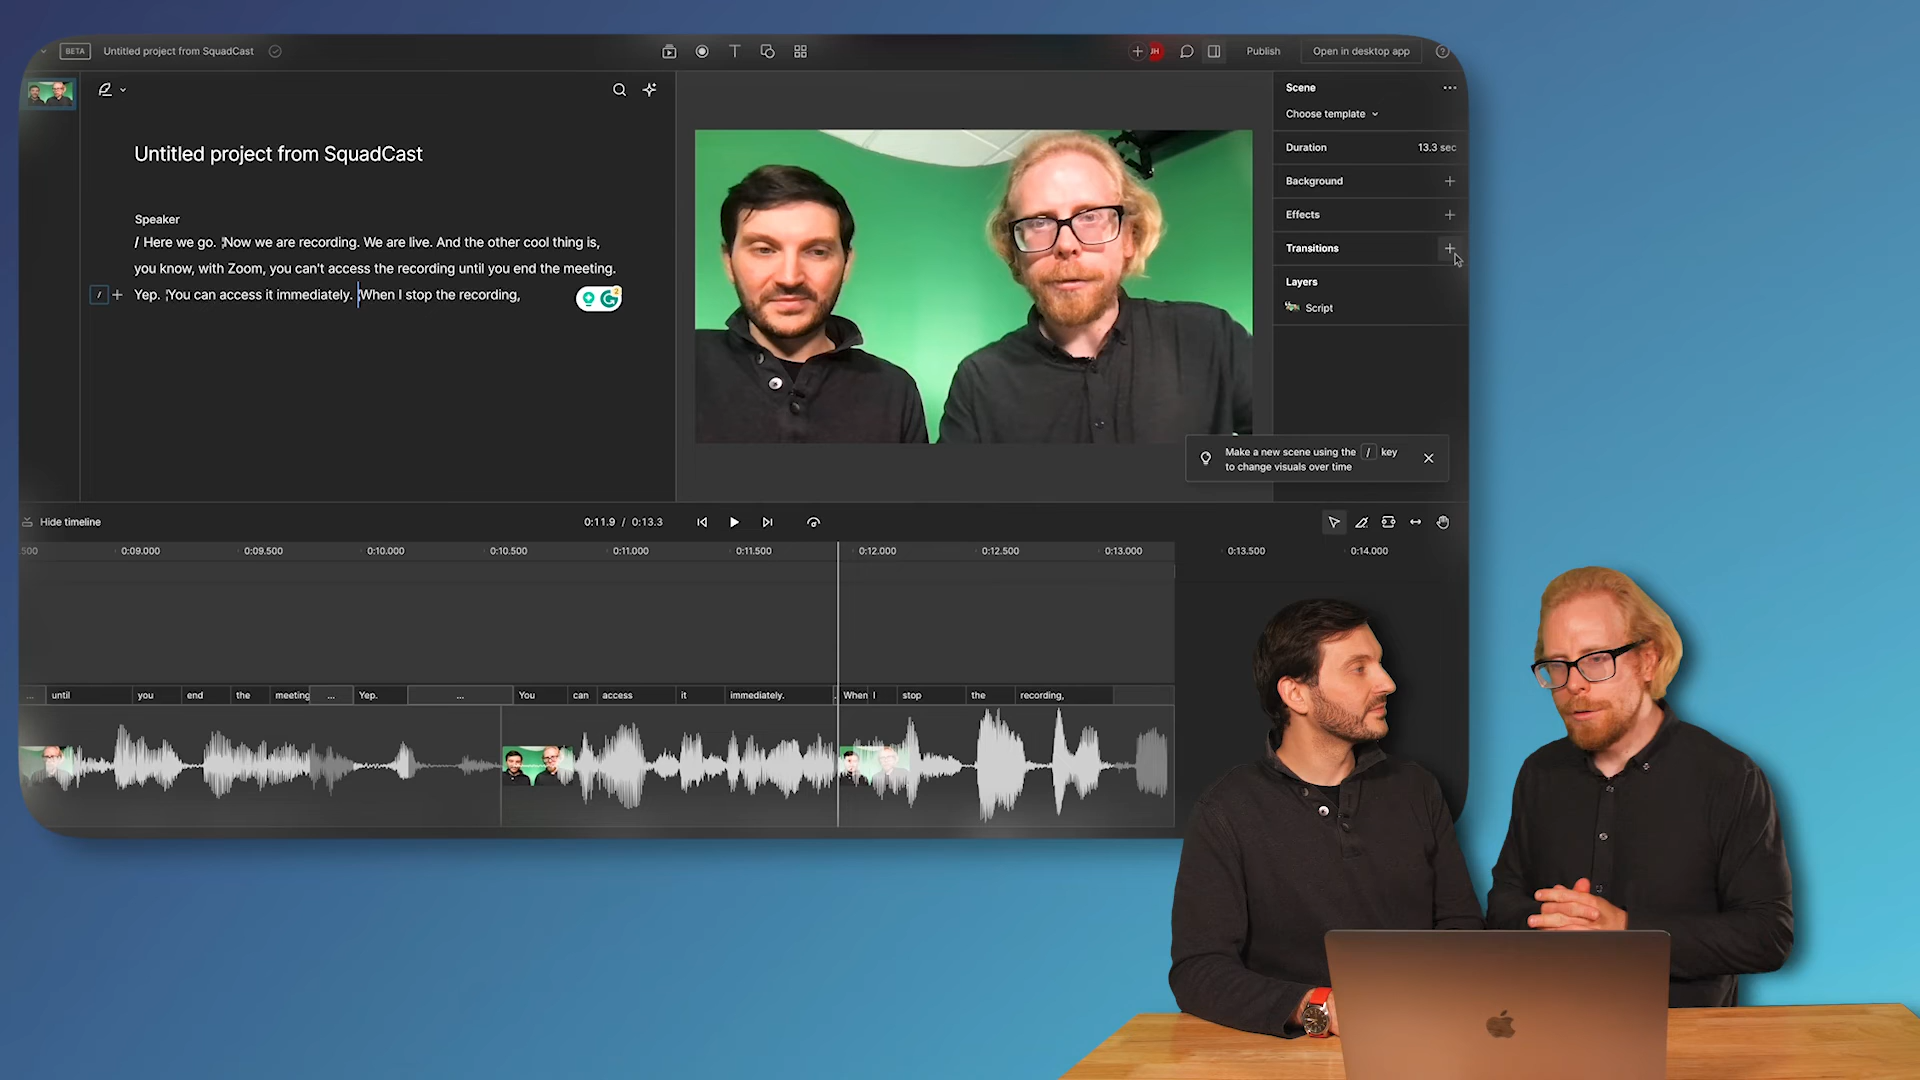 BETA Untitled project from SquadCast
JH Publish Open in desktop app ?
Untitled project from SquadCast
Speaker
/ Here we go. ¦Now we are recording. We are live. And the other cool thing is,
you know, with Zoom, you can't access the recording until you end the meeting.
/ + Yep. ¦You can access it immediately. ¦When I stop the recording,
2
Scene
Choose template
Duration 13.3 sec
Background +
Effects +
Transitions +
Layers
Script
Make a new scene using the / key
to change visuals over time
Hide timeline
0:11.9 / 0:13.3
500 0:09.000 0:09.500 0:10.000 0:10.500 0:11.000 0:11.500 0:12.000 0:12.500 0:13.000 0:13.500 0:14.000
... until you end the meeting ... Yep. ... You can access it immediately. . When I stop the recording,